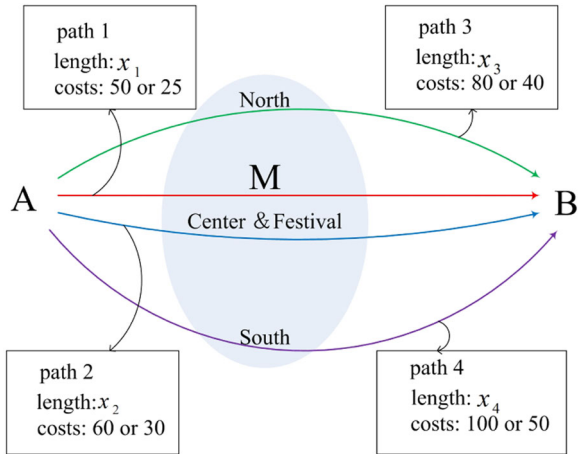 path 1
length: x₁
costs: 50 or 25
path 3
length: x₃
costs: 80 or 40
North
M
A
B
Center & Festival
South
path 2
length:x₂
costs: 60 or 30
path 4
length: x₄
costs: 100 or 50